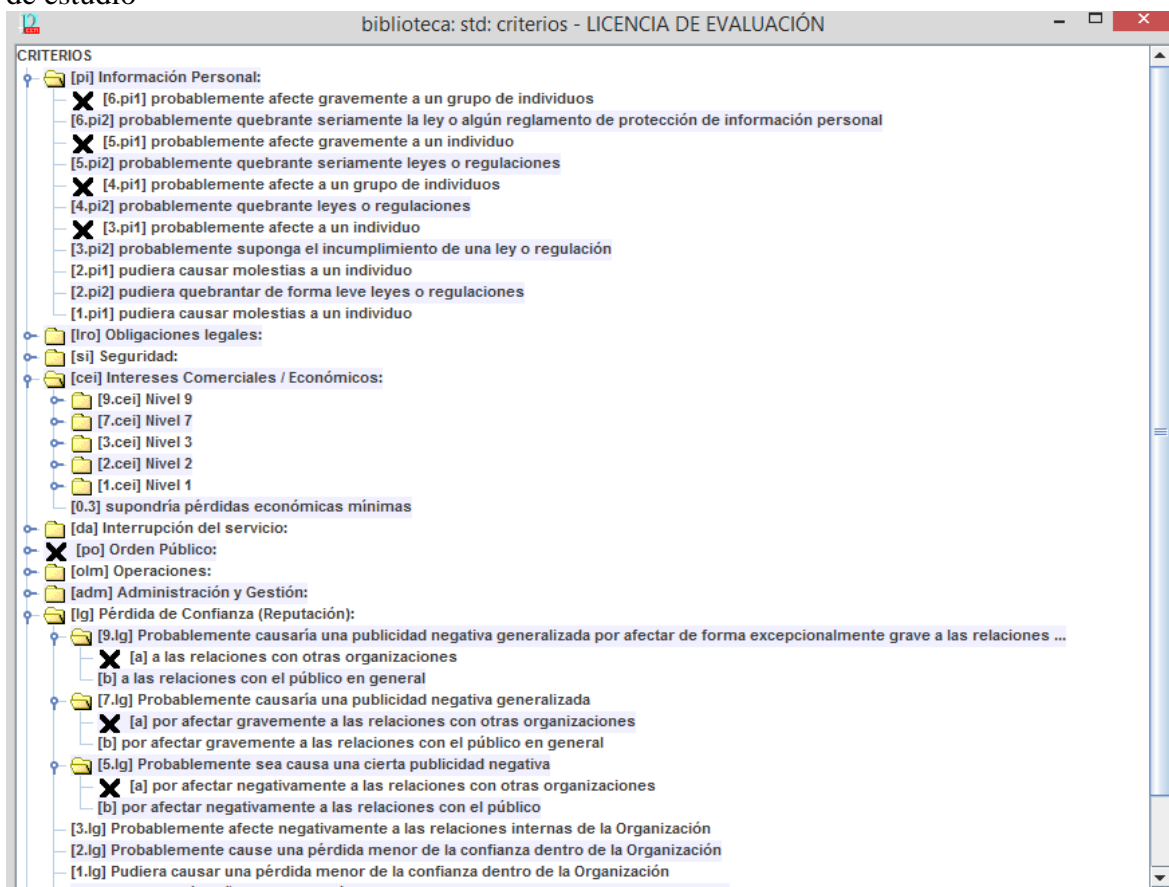 de estudio
biblioteca: std: criterios - LICENCIA DE EVALUACIÓN
CRITERIOS
[pi] Información Personal:
[6.pi1] probablemente afecte gravemente a un grupo de individuos
[6.pi2] probablemente quebrante seriamente la ley o algún reglamento de protección de información personal
[5.pi1] probablemente afecte gravemente a un individuo
[5.pi2] probablemente quebrante seriamente leyes o regulaciones
[4.pi1] probablemente afecte a un grupo de individuos
[4.pi2] probablemente quebrante leyes o regulaciones
[3.pi1] probablemente afecte a un individuo
[3.pi2] probablemente suponga el incumplimiento de una ley o regulación
[2.pi1] pudiera causar molestias a un individuo
[2.pi2] pudiera quebrantar de forma leve leyes o regulaciones
[1.pi1] pudiera causar molestias a un individuo
[lro] Obligaciones legales:
[si] Seguridad:
[cei] Intereses Comerciales / Económicos:
[9.cei] Nivel 9
[7.cei] Nivel 7
[3.cei] Nivel 3
[2.cei] Nivel 2
[1.cei] Nivel 1
[0.3] supondría pérdidas económicas mínimas
[da] Interrupción del servicio:
[po] Orden Público:
[olm] Operaciones:
[adm] Administración y Gestión:
[lg] Pérdida de Confianza (Reputación):
[9.lg] Probablemente causaría una publicidad negativa generalizada por afectar de forma excepcionalmente grave a las relaciones ...
[a] a las relaciones con otras organizaciones
[b] a las relaciones con el público en general
[7.lg] Probablemente causaría una publicidad negativa generalizada
[a] por afectar gravemente a las relaciones con otras organizaciones
[b] por afectar gravemente a las relaciones con el público en general
[5.lg] Probablemente sea causa una cierta publicidad negativa
[a] por afectar negativamente a las relaciones con otras organizaciones
[b] por afectar negativamente a las relaciones con el público
[3.lg] Probablemente afecte negativamente a las relaciones internas de la Organización
[2.lg] Probablemente cause una pérdida menor de la confianza dentro de la Organización
[1.lg] Pudiera causar una pérdida menor de la confianza dentro de la Organización